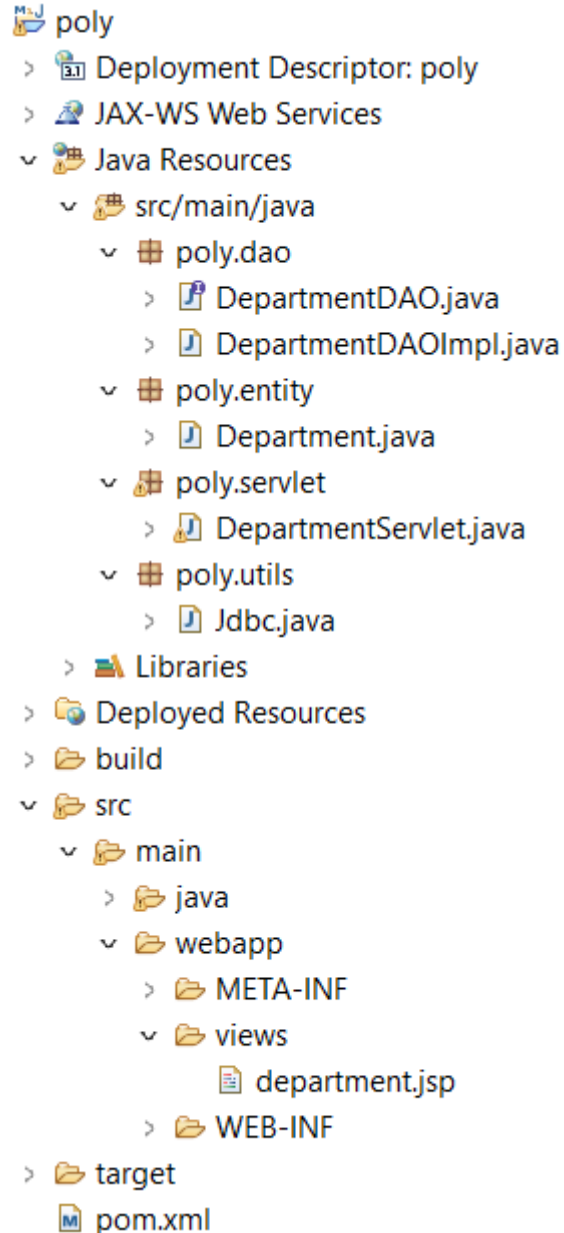 poly
Deployment Descriptor: poly
JAX-WS Web Services
Java Resources
src/main/java
poly.dao
DepartmentDAO.java
DepartmentDAOImpl.java
poly.entity
Department.java
poly.servlet
DepartmentServlet.java
poly.utils
Jdbc.java
Libraries
Deployed Resources
build
src
main
java
webapp
META-INF
views
department.jsp
WEB-INF
target
pom.xml